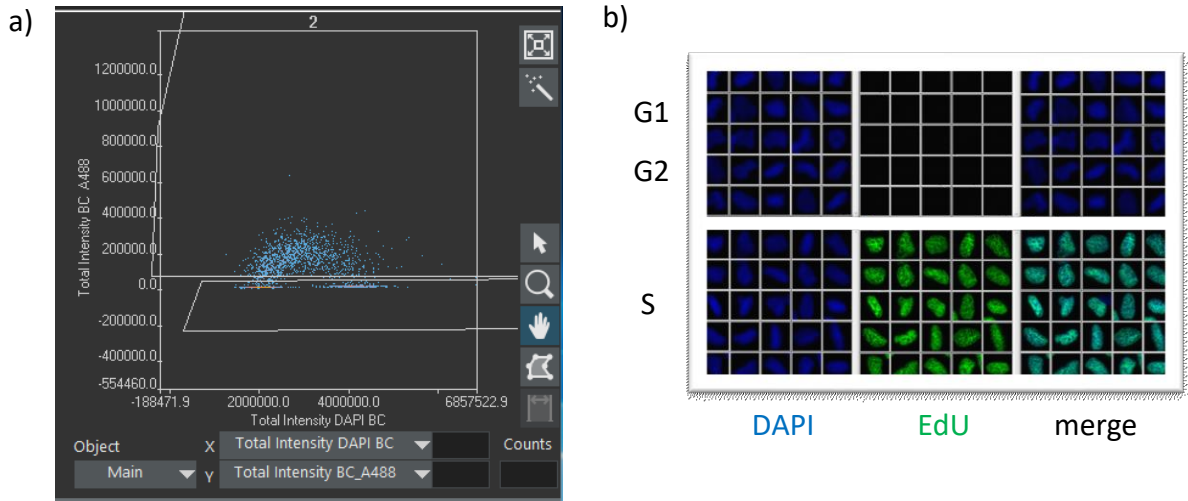 a)
2
1200000.0
1000000.0
800000.0
600000.0
400000.0
200000.0
0.0
-200000.0
-400000.0
-554460.0
Total Intensity BC_A488
-188471.9 2000000.0 4000000.0 6857522.9
Total Intensity DAPI BC
Object X Total Intensity DAPI BC Counts
Main Y Total Intensity BC_A488
b)
G1
G2
S
DAPI EdU merge